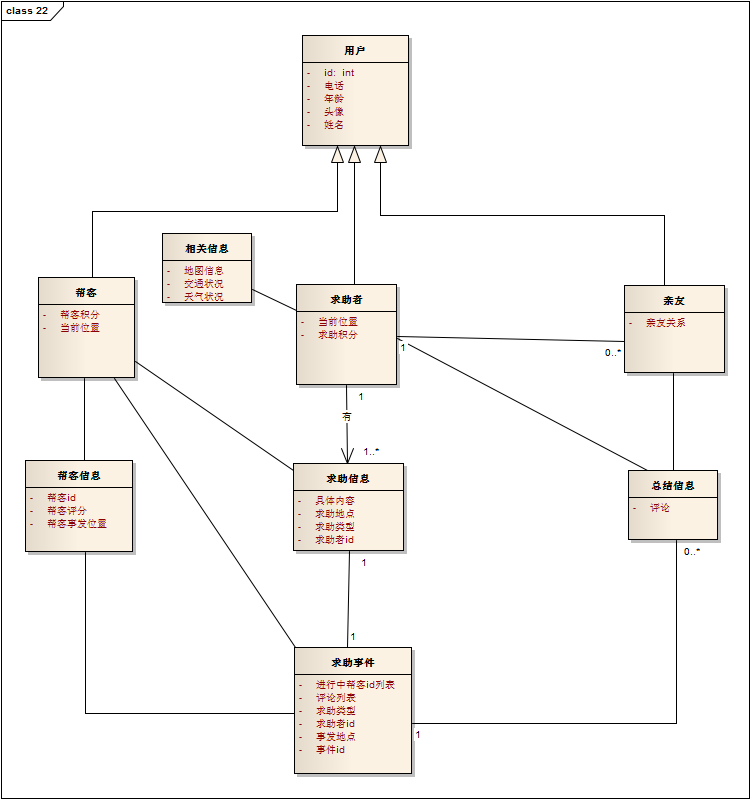 class 22
用户
- id: int
- 电话
- 年龄
- 头像
- 姓名
相关信息
- 地图信息
- 交通状况
- 天气状况
帮客
- 帮客积分
- 当前位置
求助者
- 当前位置
- 求助积分
亲友
- 亲友关系
1
0..*
1
有
1..*
帮客信息
- 帮客id
- 帮客评分
- 帮客事发位置
求助信息
- 具体内容
- 求助地点
- 求助类型
- 求助者id
总结信息
- 评论
0..*
1
1
求助事件
- 进行中帮客id列表
- 评论列表
- 求助类型
- 求助者id
- 事发地点
- 事件id
1